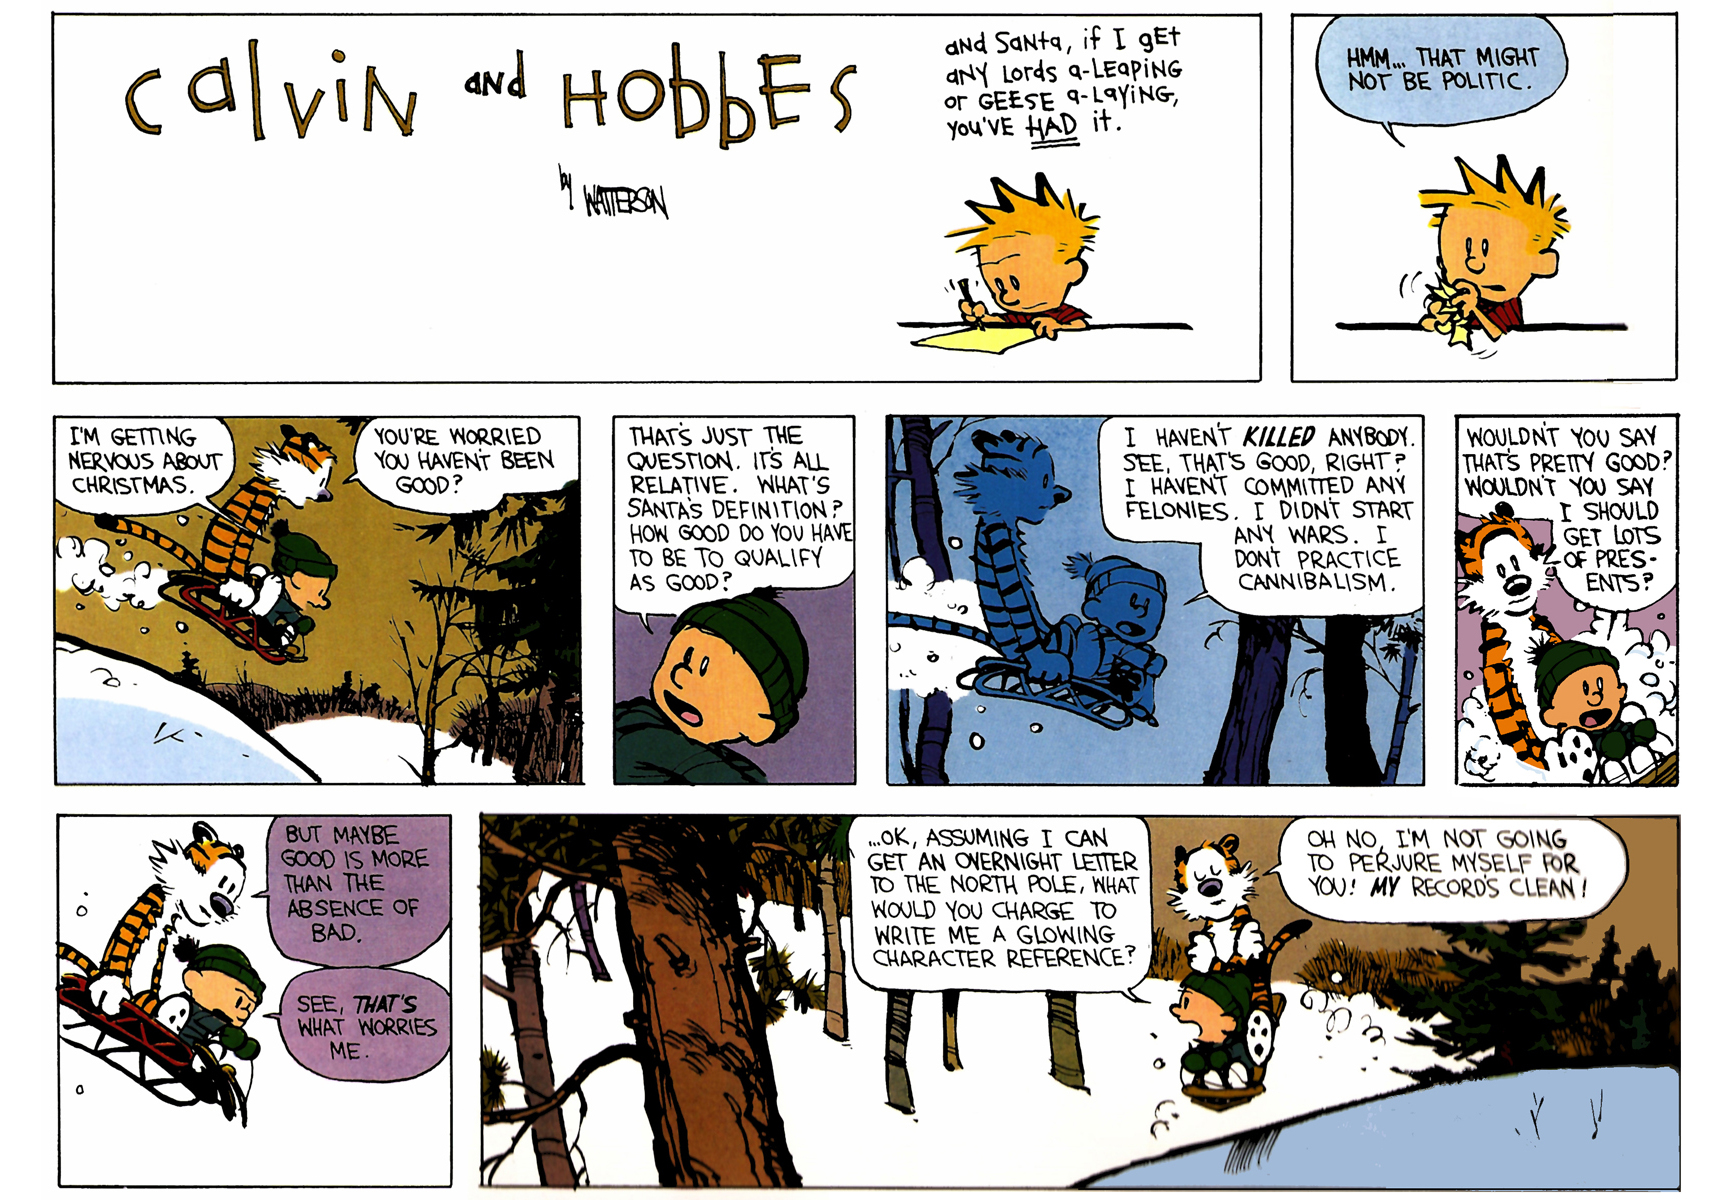 Calvin and Hobbes
by WATTERSON
and Santa, if I get
any Lords a-Leaping
or GEESE a-Laying,
you've HAD it.
HMM... THAT MIGHT
NOT BE POLITIC.
I'M GETTING
NERVOUS ABOUT
CHRISTMAS.
YOU'RE WORRIED
YOU HAVEN'T BEEN
GOOD?
THAT'S JUST THE
QUESTION. IT'S ALL
RELATIVE. WHAT'S
SANTA'S DEFINITION?
HOW GOOD DO YOU HAVE
TO BE TO QUALIFY
AS GOOD?
I HAVEN'T KILLED ANYBODY.
SEE, THAT'S GOOD, RIGHT?
I HAVEN'T COMMITTED ANY
FELONIES. I DIDN'T START
ANY WARS. I
DON'T PRACTICE
CANNIBALISM.
WOULDN'T YOU SAY
THAT'S PRETTY GOOD?
WOULDN'T YOU SAY
I SHOULD
GET LOTS
OF PRES-
ENTS?
BUT MAYBE
GOOD IS MORE
THAN THE
ABSENCE OF
BAD.
SEE, THAT'S
WHAT WORRIES
ME.
...OK, ASSUMING I CAN
GET AN OVERNIGHT LETTER
TO THE NORTH POLE, WHAT
WOULD YOU CHARGE TO
WRITE ME A GLOWING
CHARACTER REFERENCE?
OH NO, I'M NOT GOING
TO PERJURE MYSELF FOR
YOU! MY RECORD'S CLEAN!